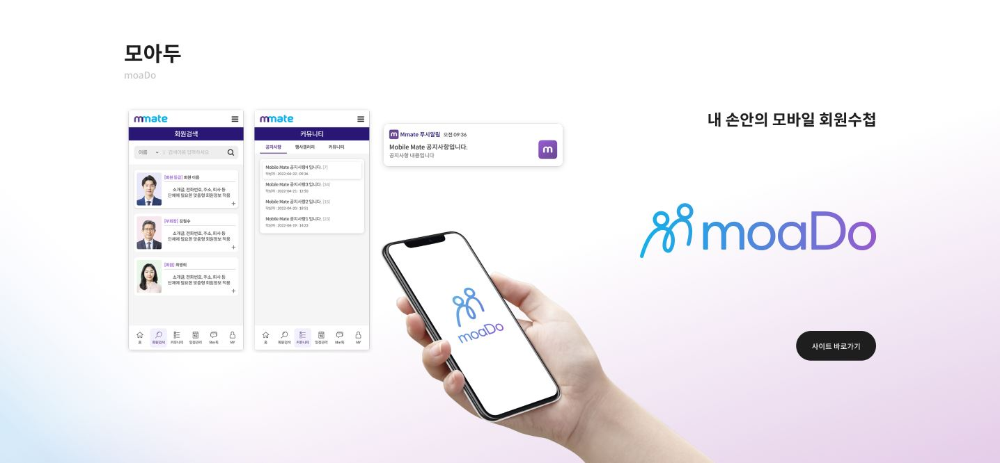 모아두
moaDo
mmate
회원검색
이름
검색어를 입력하세요
[회원 등급] 회원 이름
소개글, 전화번호, 주소, 회사 등
단체에 필요한 맞춤형 회원정보 적용
[부회장] 김철수
소개글, 전화번호, 주소, 회사 등
단체에 필요한 맞춤형 회원정보 적용
[회원] 최영희
소개글, 전화번호, 주소, 회사 등
단체에 필요한 맞춤형 회원정보 적용
홈 회원검색 커뮤니티 일정관리 Mm톡 MY
mmate
커뮤니티
공지사항 행사갤러리 커뮤니티
Mobile Mate 공지사항4 입니다. [7]
작성자 · 2022-04-22 · 09:36
Mobile Mate 공지사항3 입니다. [34]
작성자 · 2022-04-21 · 12:50
Mobile Mate 공지사항2 입니다. [15]
작성자 · 2022-04-20 · 18:51
Mobile Mate 공지사항1 입니다. [23]
작성자 · 2022-04-19 · 14:23
홈 회원검색 커뮤니티 일정관리 Mm톡 MY
m Mmate 푸시알림 오전 09:36
Mobile Mate 공지사항입니다.
공지사항 내용입니다
m
moaDo
내 손안의 모바일 회원수첩
moaDo
사이트 바로가기